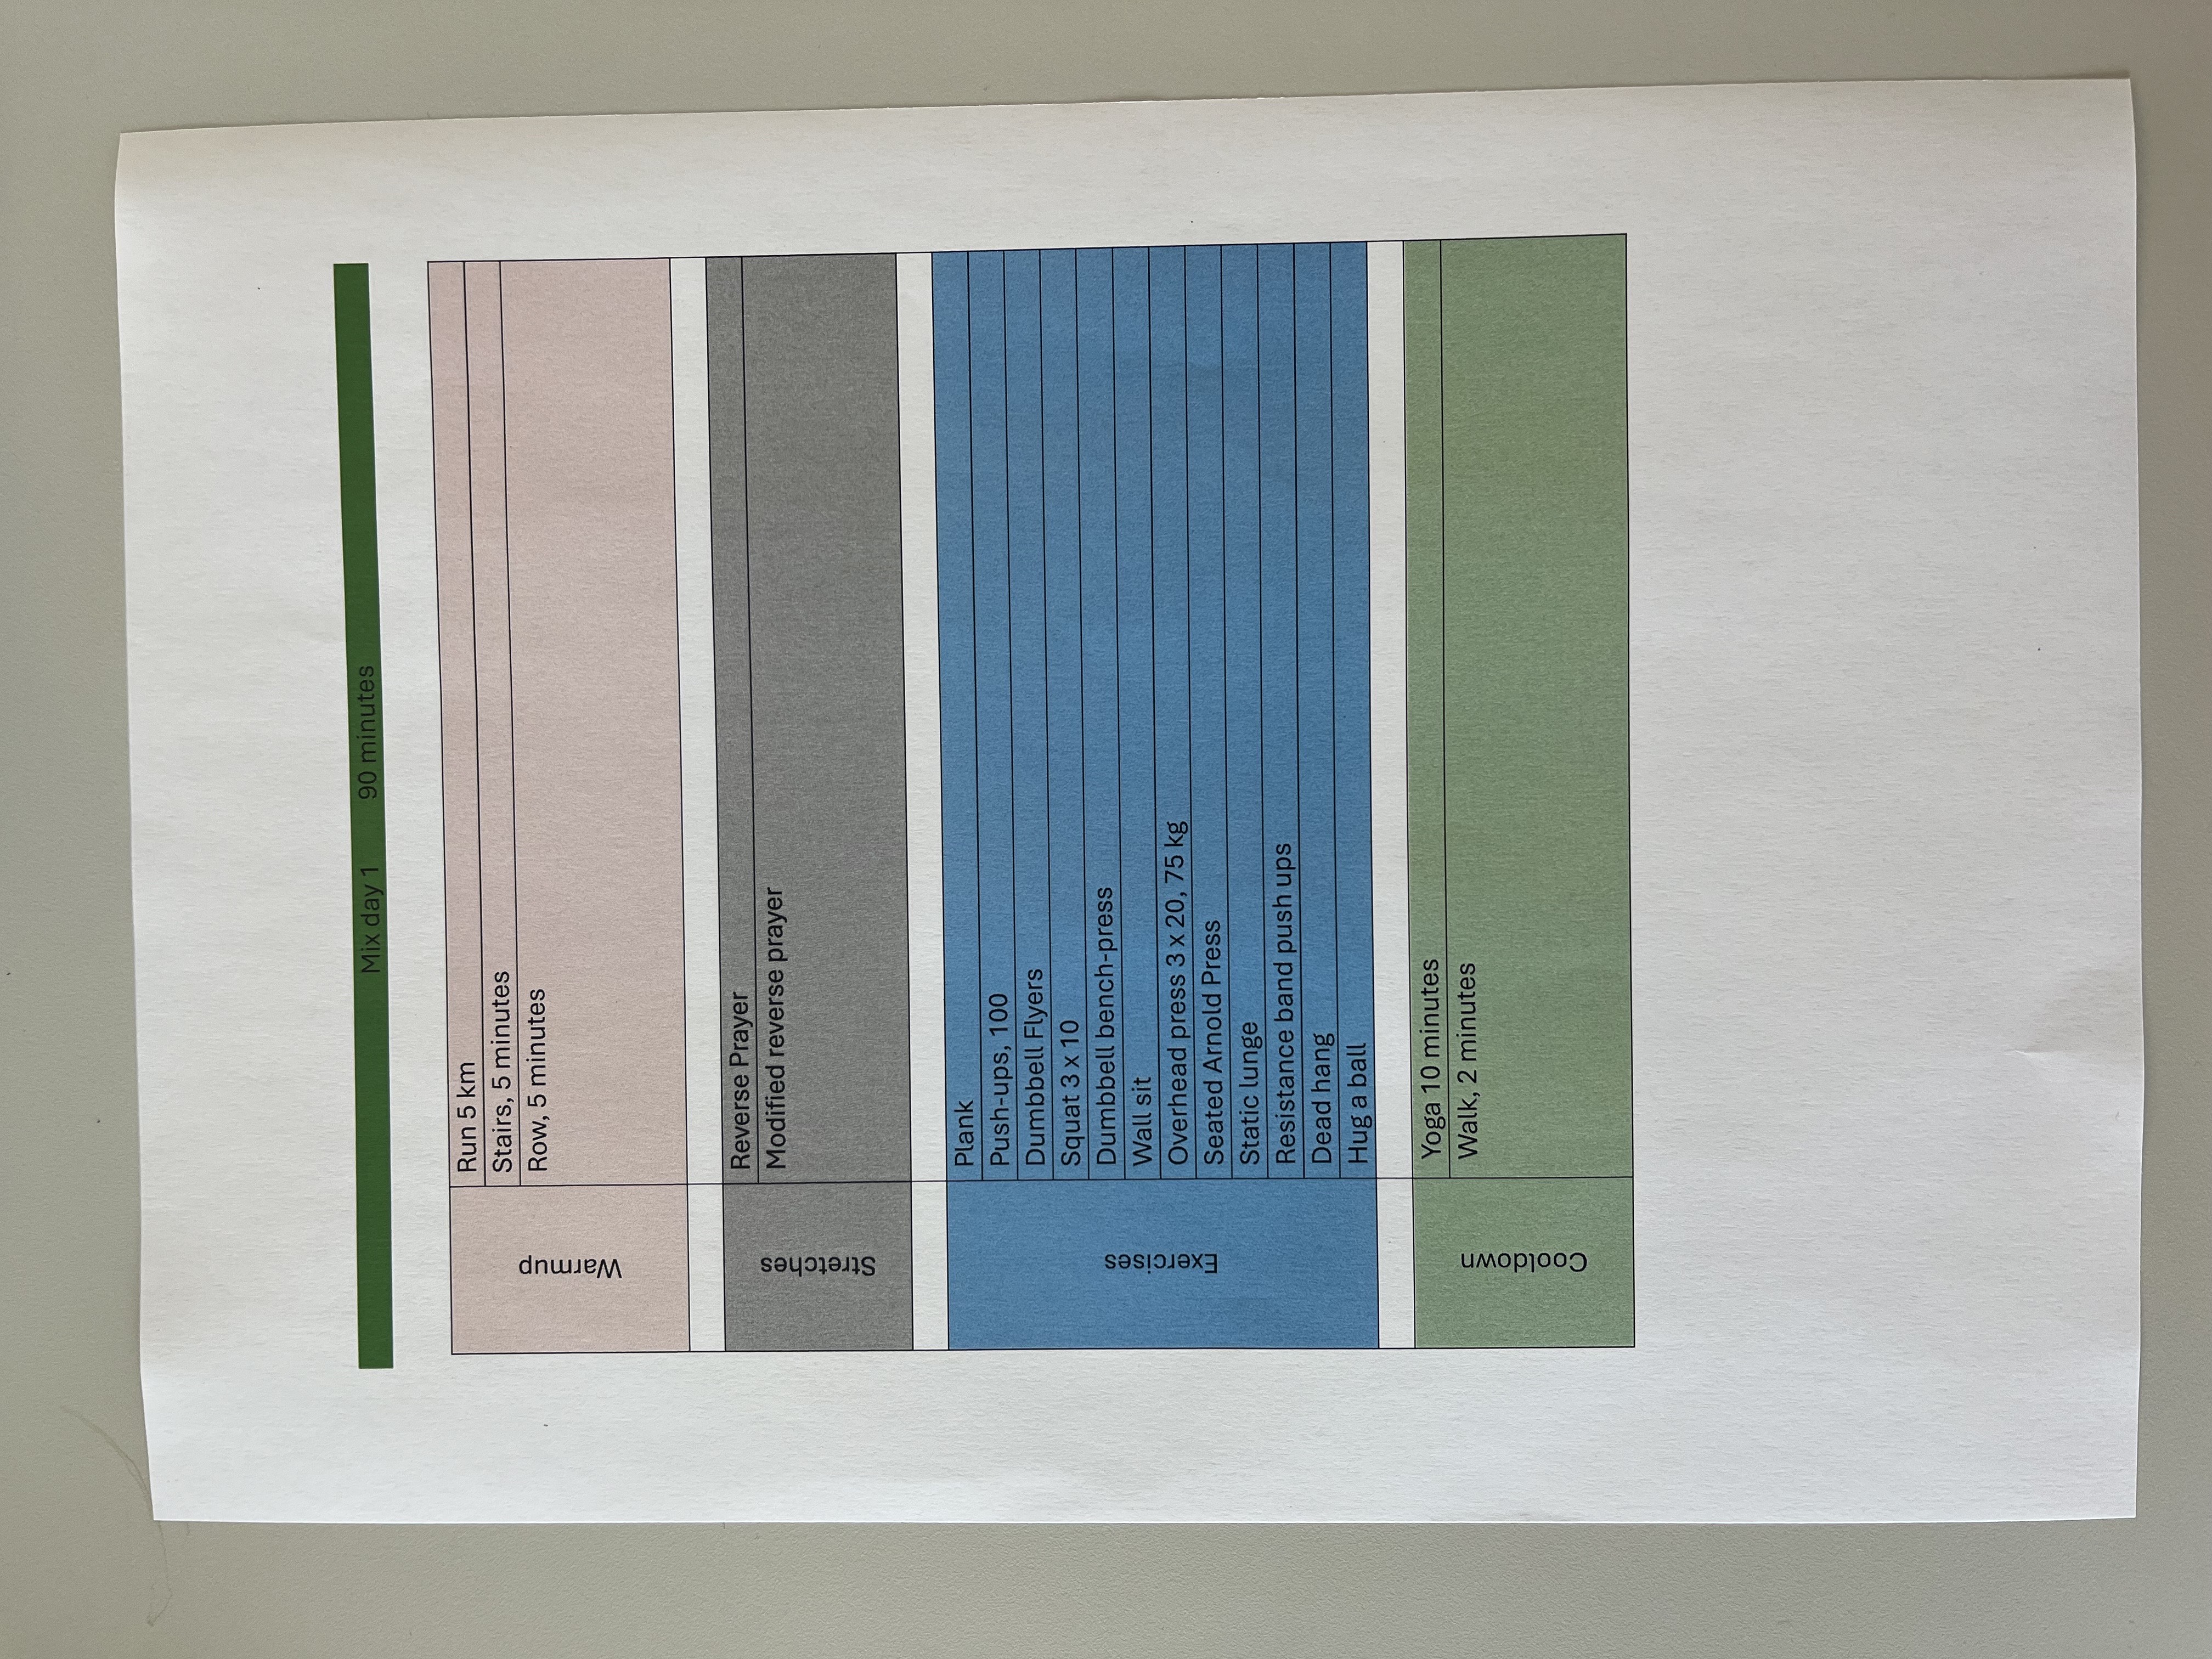 Mix day 1 90 minutes
Warmup
Run 5 km
Stairs, 5 minutes
Row, 5 minutes
Stretches
Reverse Prayer
Modified reverse prayer
Exercises
Plank
Push-ups, 100
Dumbbell Flyers
Squat 3 x 10
Dumbbell bench-press
Wall sit
Overhead press 3 x 20, 75 kg
Seated Arnold Press
Static lunge
Resistance band push ups
Dead hang
Hug a ball
Cooldown
Yoga 10 minutes
Walk, 2 minutes